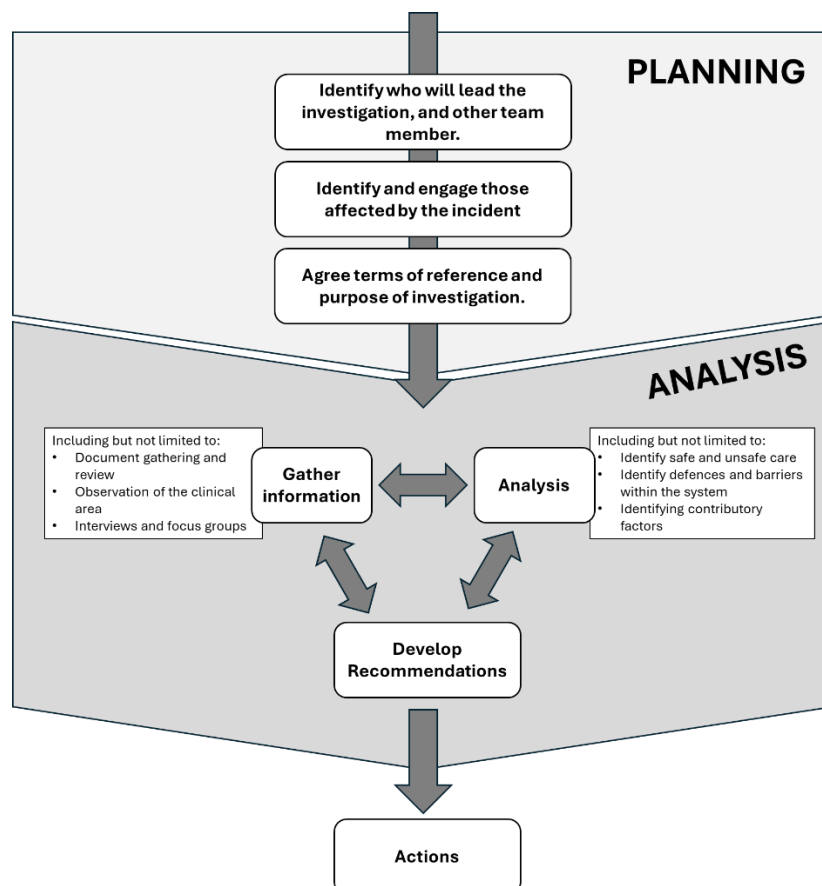 PLANNING
Identify who will lead the
investigation, and other team
member.
Identify and engage those
affected by the incident
Agree terms of reference and
purpose of investigation.
ANALYSIS
Including but not limited to:
• Document gathering and
review
• Observation of the clinical
area
• Interviews and focus groups
Gather
information
Analysis
Including but not limited to:
• Identify safe and unsafe care
• Identify defences and barriers
within the system
• Identifying contributory
factors
Develop
Recommendations
Actions